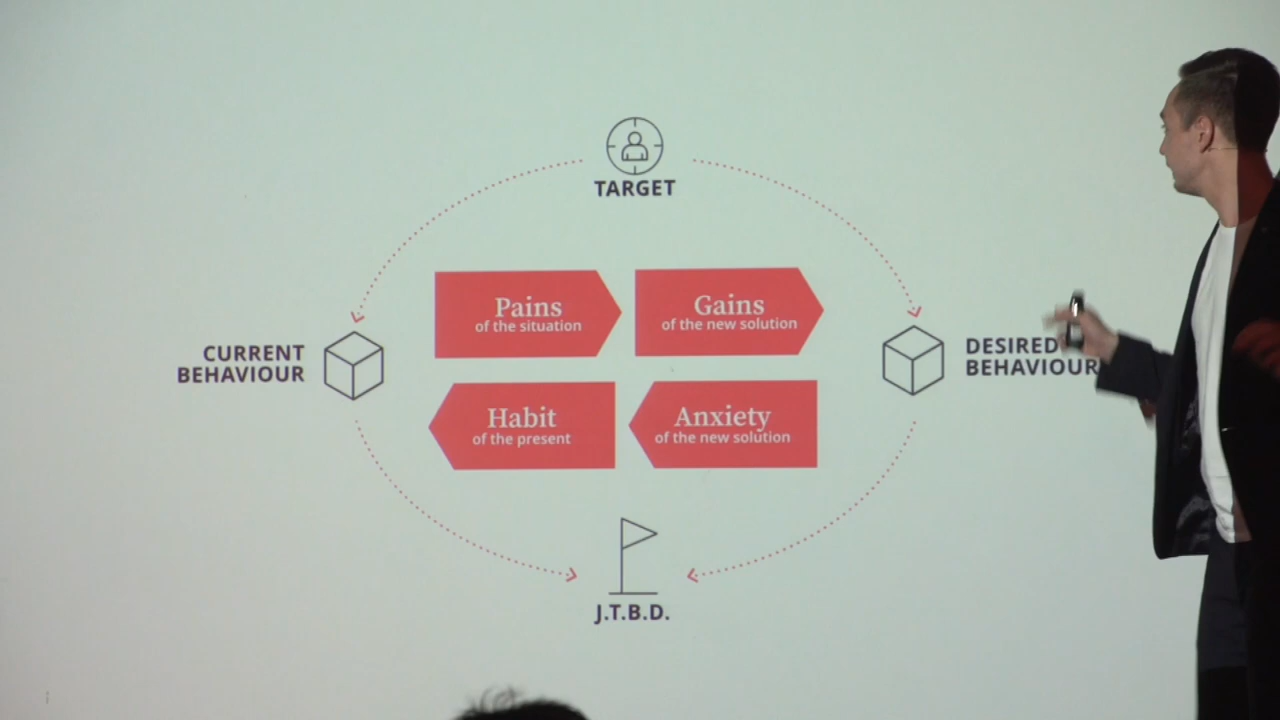 TARGET
Pains
of the situation
Gains
of the new solution
CURRENT
BEHAVIOUR
DESIRED
BEHAVIOUR
Habit
of the present
Anxiety
of the new solution
J.T.B.D.